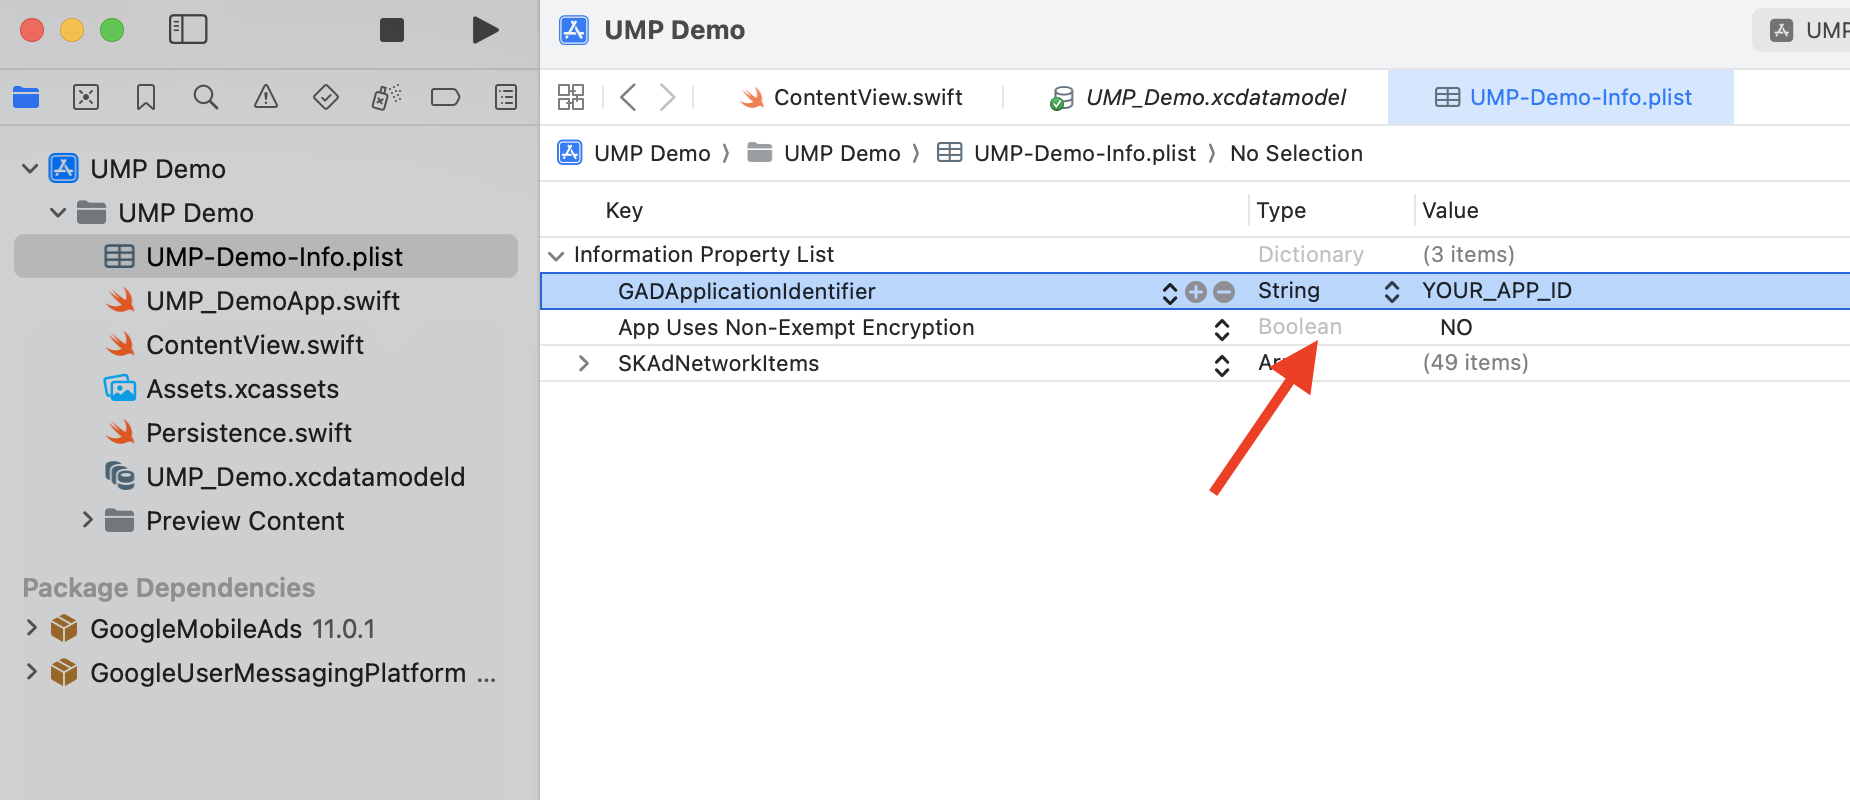 UMP Demo
UMP
ContentView.swift
UMP_Demo.xcdatamodel
UMP-Demo-Info.plist
UMP Demo 〉 UMP Demo 〉 UMP-Demo-Info.plist 〉 No Selection
Key Type Value
Information Property List Dictionary (3 items)
GADApplicationIdentifier String YOUR_APP_ID
App Uses Non-Exempt Encryption Boolean NO
SKAdNetworkItems (49 items)
UMP Demo
UMP Demo
UMP-Demo-Info.plist
UMP_DemoApp.swift
ContentView.swift
Assets.xcassets
Persistence.swift
UMP_Demo.xcdatamodeld
Preview Content
Package Dependencies
GoogleMobileAds 11.0.1
GoogleUserMessagingPlatform ...